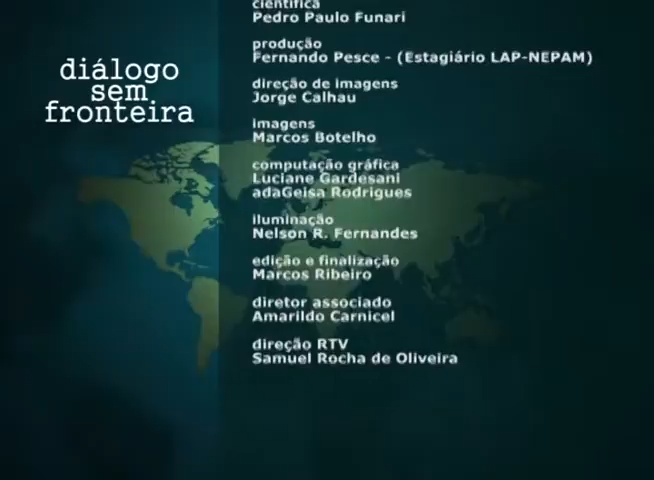 diálogo
sem
fronteira
científica
Pedro Paulo Funari
produção
Fernando Pesce - (Estagiário LAP-NEPAM)
direção de imagens
Jorge Calhau
imagens
Marcos Botelho
computação gráfica
Luciane Gardesani
adaGeisa Rodrigues
iluminação
Nelson R. Fernandes
edição e finalização
Marcos Ribeiro
diretor associado
Amarildo Carnicel
direção RTV
Samuel Rocha de Oliveira